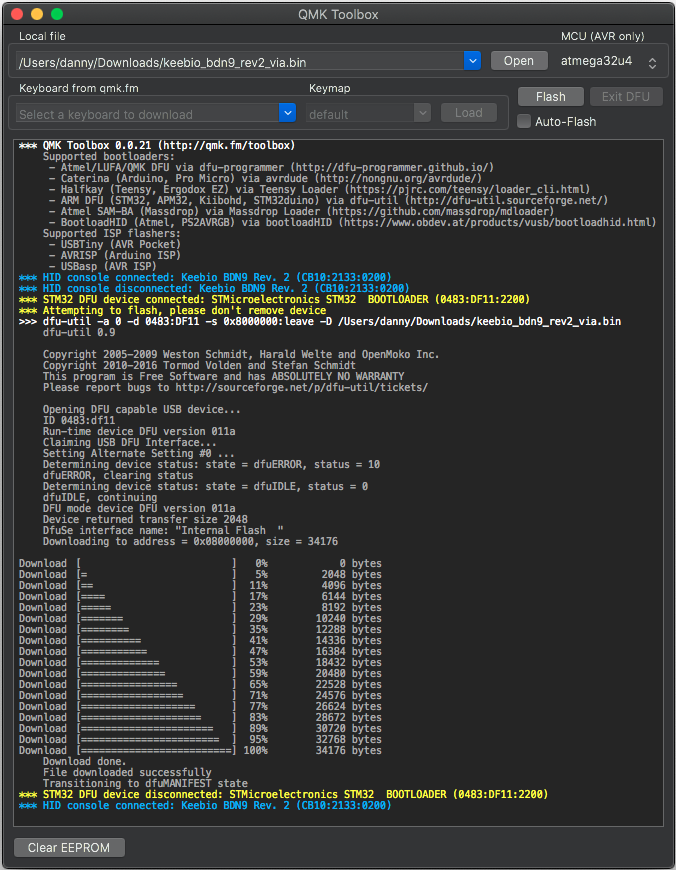 QMK Toolbox
Local file
MCU (AVR only)
/Users/danny/Downloads/keebio_bdn9_rev2_via.bin
Open
atmega32u4
Keyboard from qmk.fm
Keymap
Select a keyboard to download
default
Load
Flash
Exit DFU
Auto-Flash
*** QMK Toolbox 0.0.21 (http://qmk.fm/toolbox)
Supported bootloaders:
- Atmel/LUFA/QMK DFU via dfu-programmer (http://dfu-programmer.github.io/)
- Caterina (Arduino, Pro Micro) via avrdude (http://nongnu.org/avrdude/)
- Halfkay (Teensy, Ergodox EZ) via Teensy Loader (https://pjrc.com/teensy/loader_cli.html)
- ARM DFU (STM32, APM32, Kiibohd, STM32duino) via dfu-util (http://dfu-util.sourceforge.net/)
- Atmel SAM-BA (Massdrop) via Massdrop Loader (https://github.com/massdrop/mdloader)
- BootloadHID (Atmel, PS2AVRGB) via bootloadHID (https://www.obdev.at/products/vusb/bootloadhid.html)
Supported ISP flashers:
- USBTiny (AVR Pocket)
- AVRISP (Arduino ISP)
- USBasp (AVR ISP)
*** HID console connected: Keebio BDN9 Rev. 2 (CB10:2133:0200)
*** HID console disconnected: Keebio BDN9 Rev. 2 (CB10:2133:0200)
*** STM32 DFU device connected: STMicroelectronics STM32  BOOTLOADER (0483:DF11:2200)
*** Attempting to flash, please don't remove device
>>> dfu-util -a 0 -d 0483:DF11 -s 0x8000000:leave -D /Users/danny/Downloads/keebio_bdn9_rev2_via.bin
dfu-util 0.9
Copyright 2005-2009 Weston Schmidt, Harald Welte and OpenMoko Inc.
Copyright 2010-2016 Tormod Volden and Stefan Schmidt
This program is Free Software and has ABSOLUTELY NO WARRANTY
Please report bugs to http://sourceforge.net/p/dfu-util/tickets/
Opening DFU capable USB device...
ID 0483:df11
Run-time device DFU version 011a
Claiming USB DFU Interface...
Setting Alternate Setting #0 ...
Determining device status: state = dfuERROR, status = 10
dfuERROR, clearing status
Determining device status: state = dfuIDLE, status = 0
dfuIDLE, continuing
DFU mode device DFU version 011a
Device returned transfer size 2048
DfuSe interface name: "Internal Flash  "
Downloading to address = 0x08000000, size = 34176
Download [                         ]   0%            0 bytes
Download [=                        ]   5%         2048 bytes
Download [==                       ]  11%         4096 bytes
Download [====                     ]  17%         6144 bytes
Download [=====                    ]  23%         8192 bytes
Download [=======                  ]  29%        10240 bytes
Download [========                 ]  35%        12288 bytes
Download [==========               ]  41%        14336 bytes
Download [===========              ]  47%        16384 bytes
Download [=============            ]  53%        18432 bytes
Download [==============           ]  59%        20480 bytes
Download [================         ]  65%        22528 bytes
Download [=================        ]  71%        24576 bytes
Download [===================      ]  77%        26624 bytes
Download [====================     ]  83%        28672 bytes
Download [======================   ]  89%        30720 bytes
Download [=======================  ]  95%        32768 bytes
Download [=========================] 100%        34176 bytes
Download done.
File downloaded successfully
Transitioning to dfuMANIFEST state
*** STM32 DFU device disconnected: STMicroelectronics STM32  BOOTLOADER (0483:DF11:2200)
*** HID console connected: Keebio BDN9 Rev. 2 (CB10:2133:0200)
Clear EEPROM